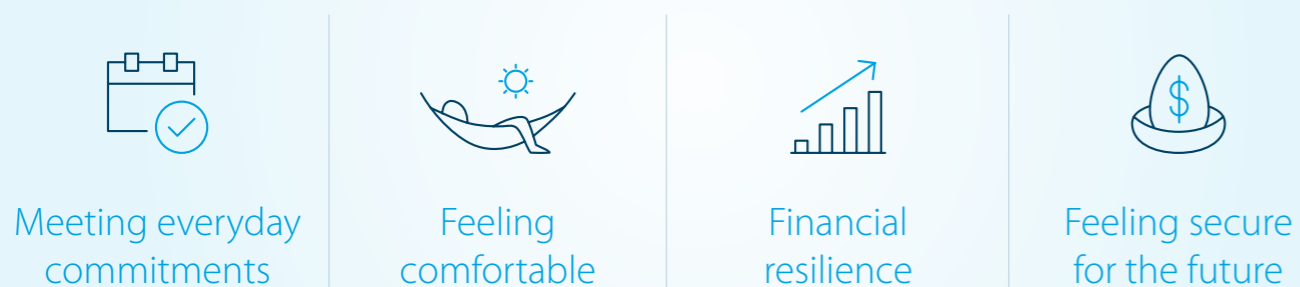 $
Meeting everyday
commitments
Feeling
comfortable
Financial
resilience
Feeling secure
for the future